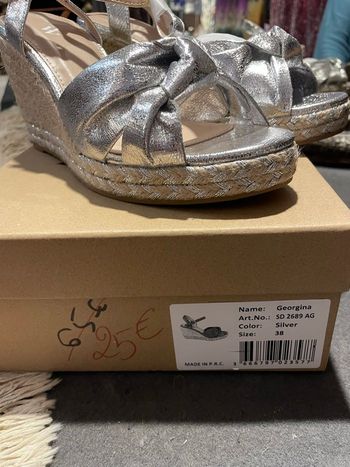 Name: Georgina
Art.No.: SD 2689 AG
Color: Silver
Size: 38
MADE IN P.R.C.
25€